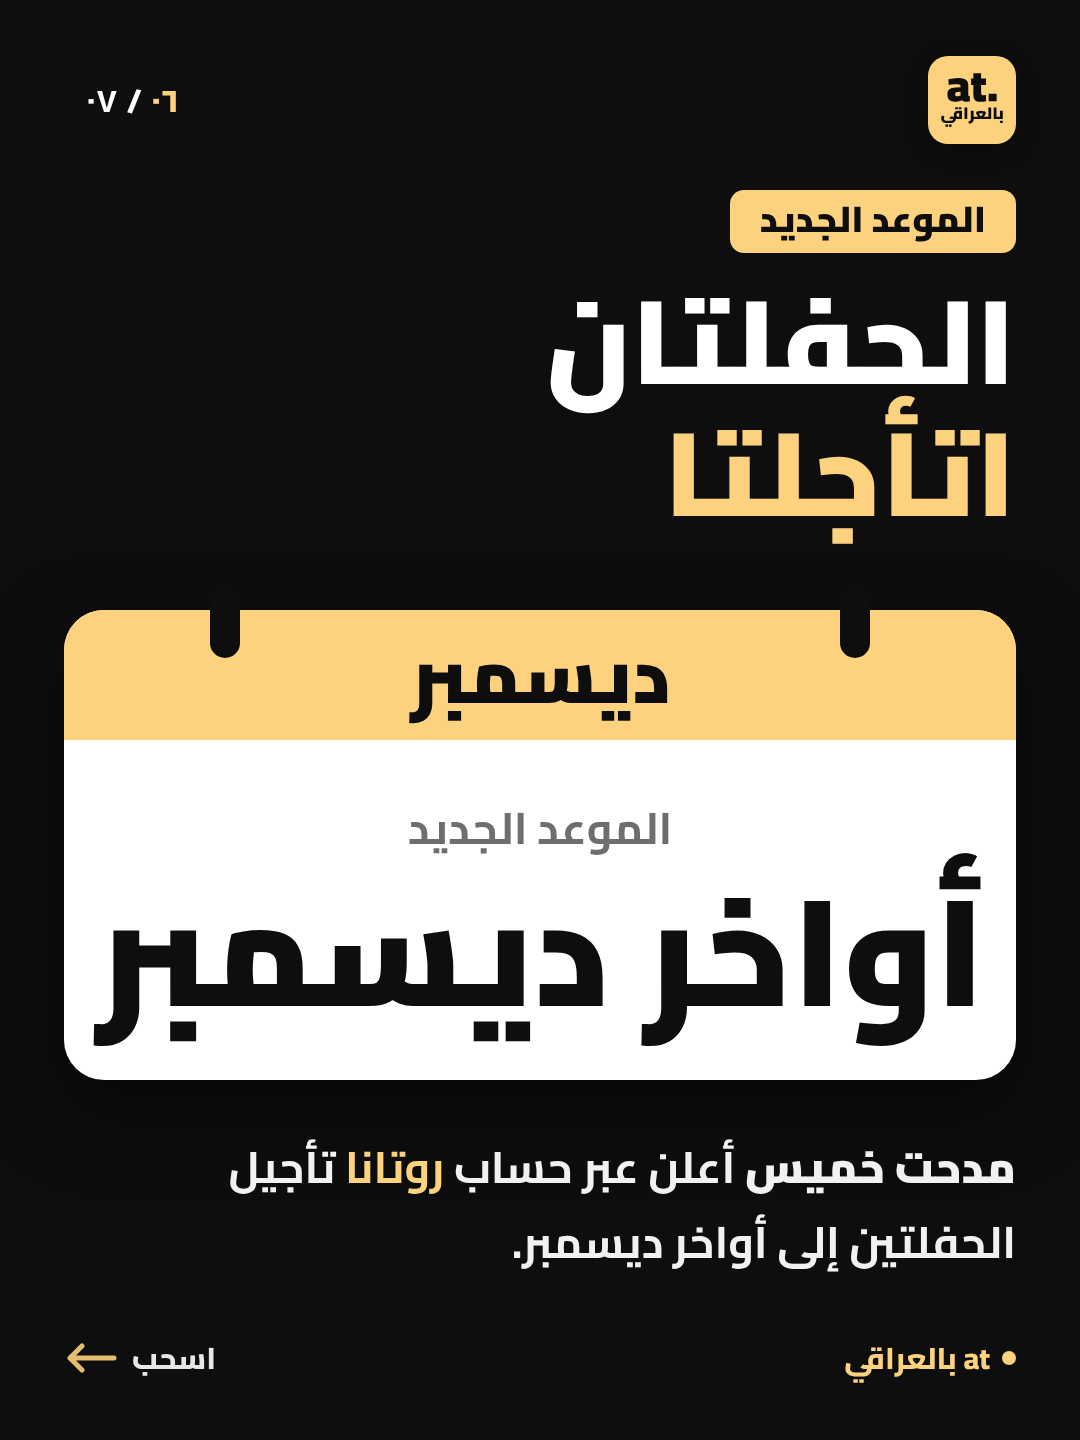 at.
بالعراقي
٠٦ / ٠٧
الموعد الجديد
الحفلتان
اتأجلتا
ديسمبر
الموعد الجديد
أواخر ديسمبر
مدحت خميس أعلن عبر حساب روتانا تأجيل
الحفلتين إلى أواخر ديسمبر.
at بالعراقي
اسحب